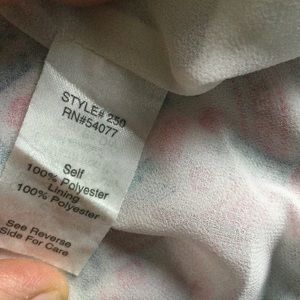 STYLE# 250
RN#54077
Self
100% Polyester
Lining
100% Polyester
See Reverse
Side For Care